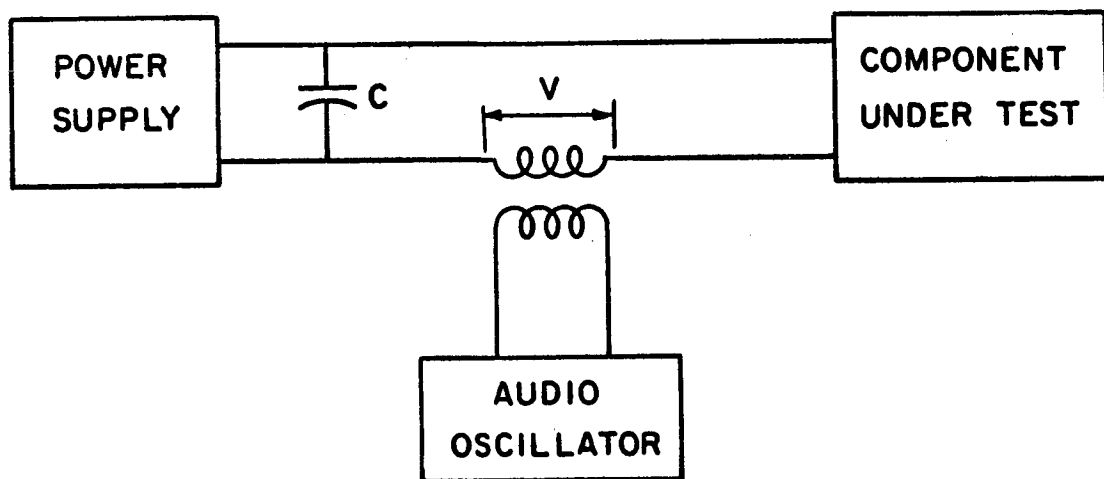 POWER
SUPPLY
C
V
COMPONENT
UNDER TEST
AUDIO
OSCILLATOR